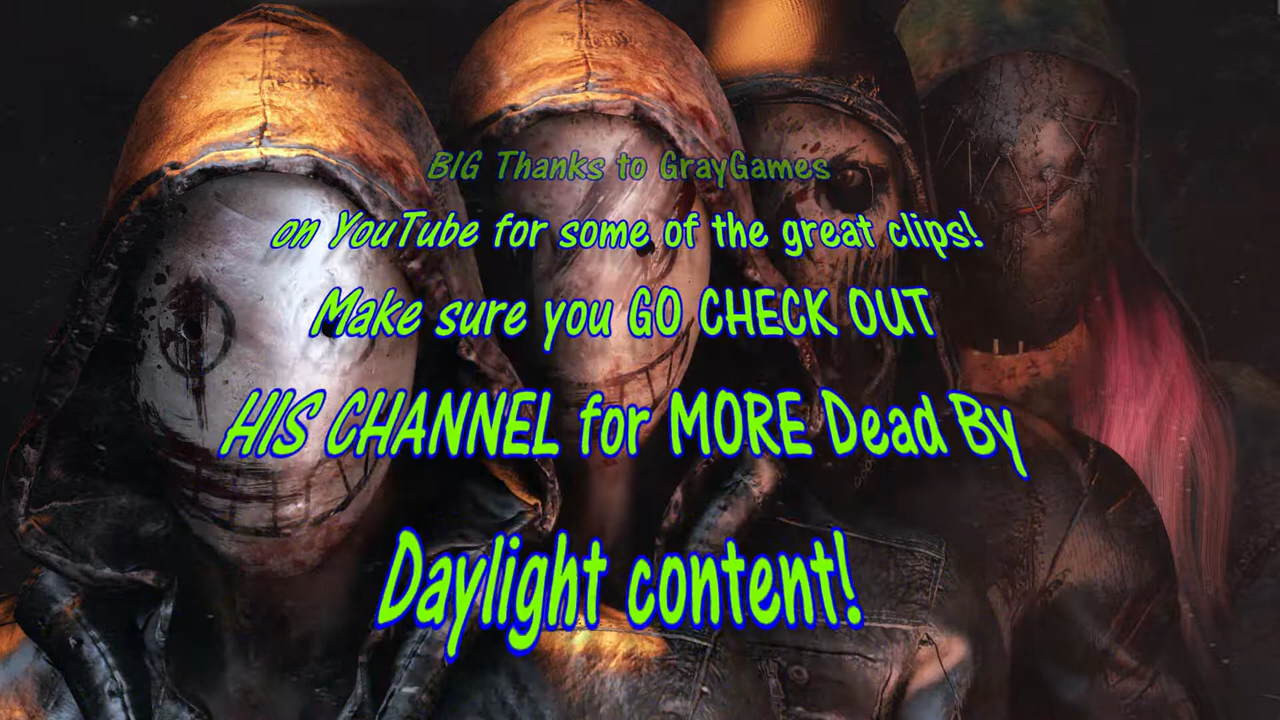 BIG Thanks to GrayGames
on YouTube for some of the great clips!
Make sure you GO CHECK OUT
HIS CHANNEL for MORE Dead By
Daylight content!